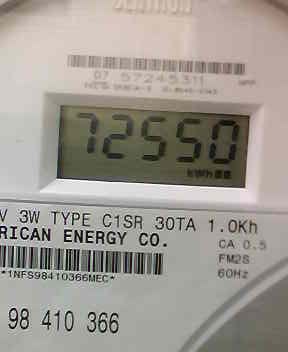 07 57245311
72550
kWh
V 3W TYPE C1SR 30TA 1.0Kh
RICAN ENERGY CO.
CA 0.5
FM2S
60Hz
*1NFS98410366MEC*
98 410 366